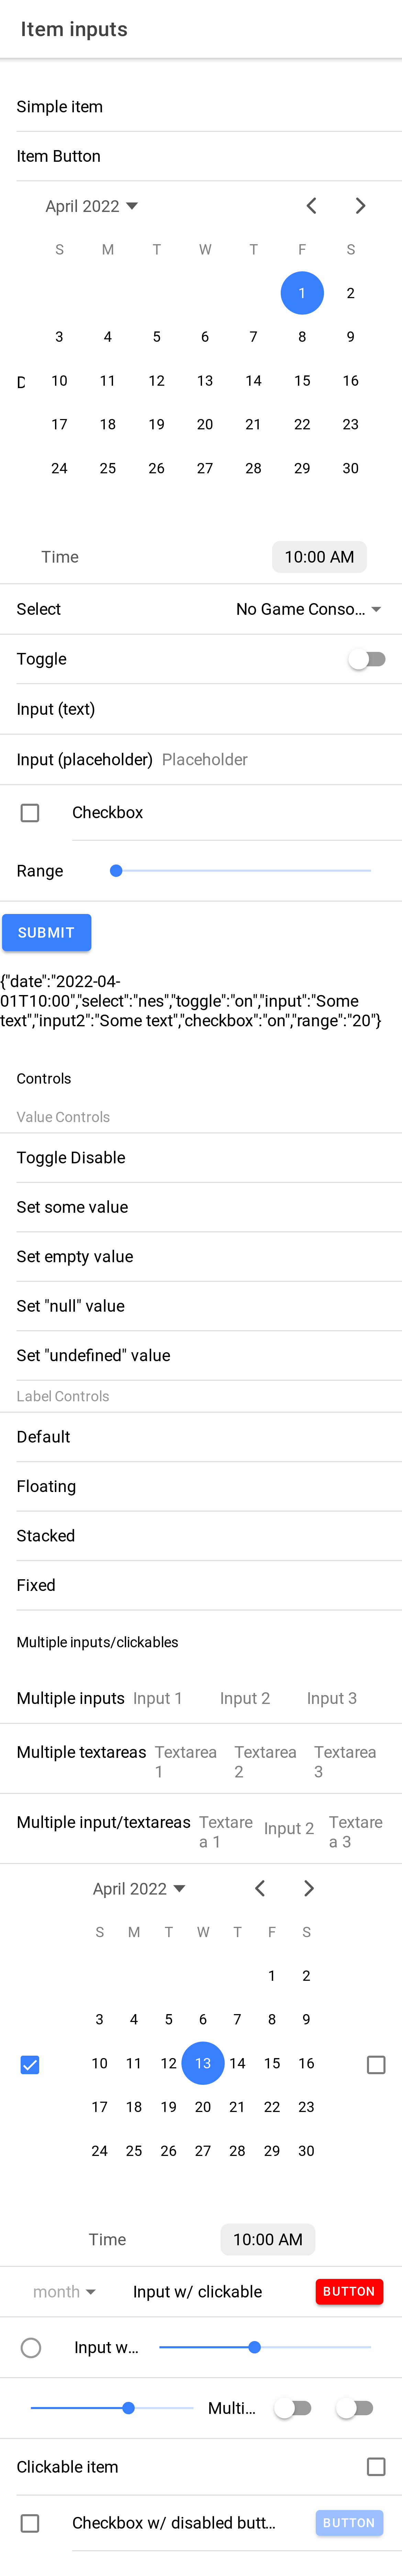 Item inputs
Simple item
Item Button
April 2022
S M T W T F S
1 2
3 4 5 6 7 8 9
D 10 11 12 13 14 15 16
17 18 19 20 21 22 23
24 25 26 27 28 29 30
Time 10:00 AM
Select No Game Conso...
Toggle
Input (text)
Input (placeholder) Placeholder
Checkbox
Range
SUBMIT
{"date":"2022-04-
01T10:00","select":"nes","toggle":"on","input":"Some
text","input2":"Some text","checkbox":"on","range":"20"}
Controls
Value Controls
Toggle Disable
Set some value
Set empty value
Set "null" value
Set "undefined" value
Label Controls
Default
Floating
Stacked
Fixed
Multiple inputs/clickables
Multiple inputs Input 1 Input 2 Input 3
Multiple textareas Textarea Textarea Textarea
1 2 3
Multiple input/textareas Textare Input 2 Textare
a 1 a 3
April 2022
S M T W T F S
1 2
3 4 5 6 7 8 9
10 11 12 13 14 15 16
17 18 19 20 21 22 23
24 25 26 27 28 29 30
Time 10:00 AM
month Input w/ clickable BUTTON
Input w...
Multi...
Clickable item
Checkbox w/ disabled butt... BUTTON